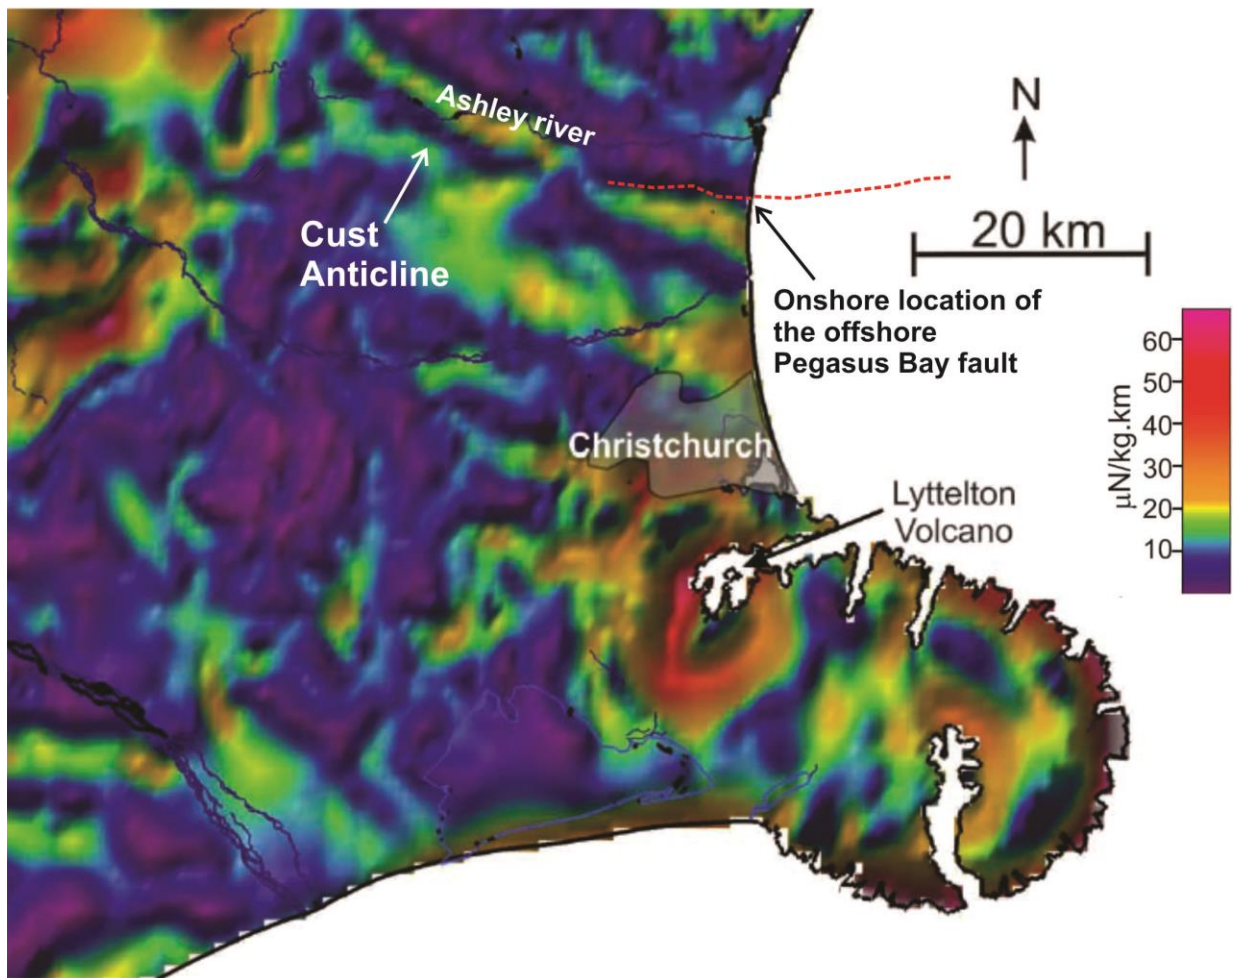 Ashley river
N
Cust
Anticline
20 km
Onshore location of
the offshore
Pegasus Bay fault
µN/kg.km
60
50
40
30
20
10
Christchurch
Lyttelton
Volcano